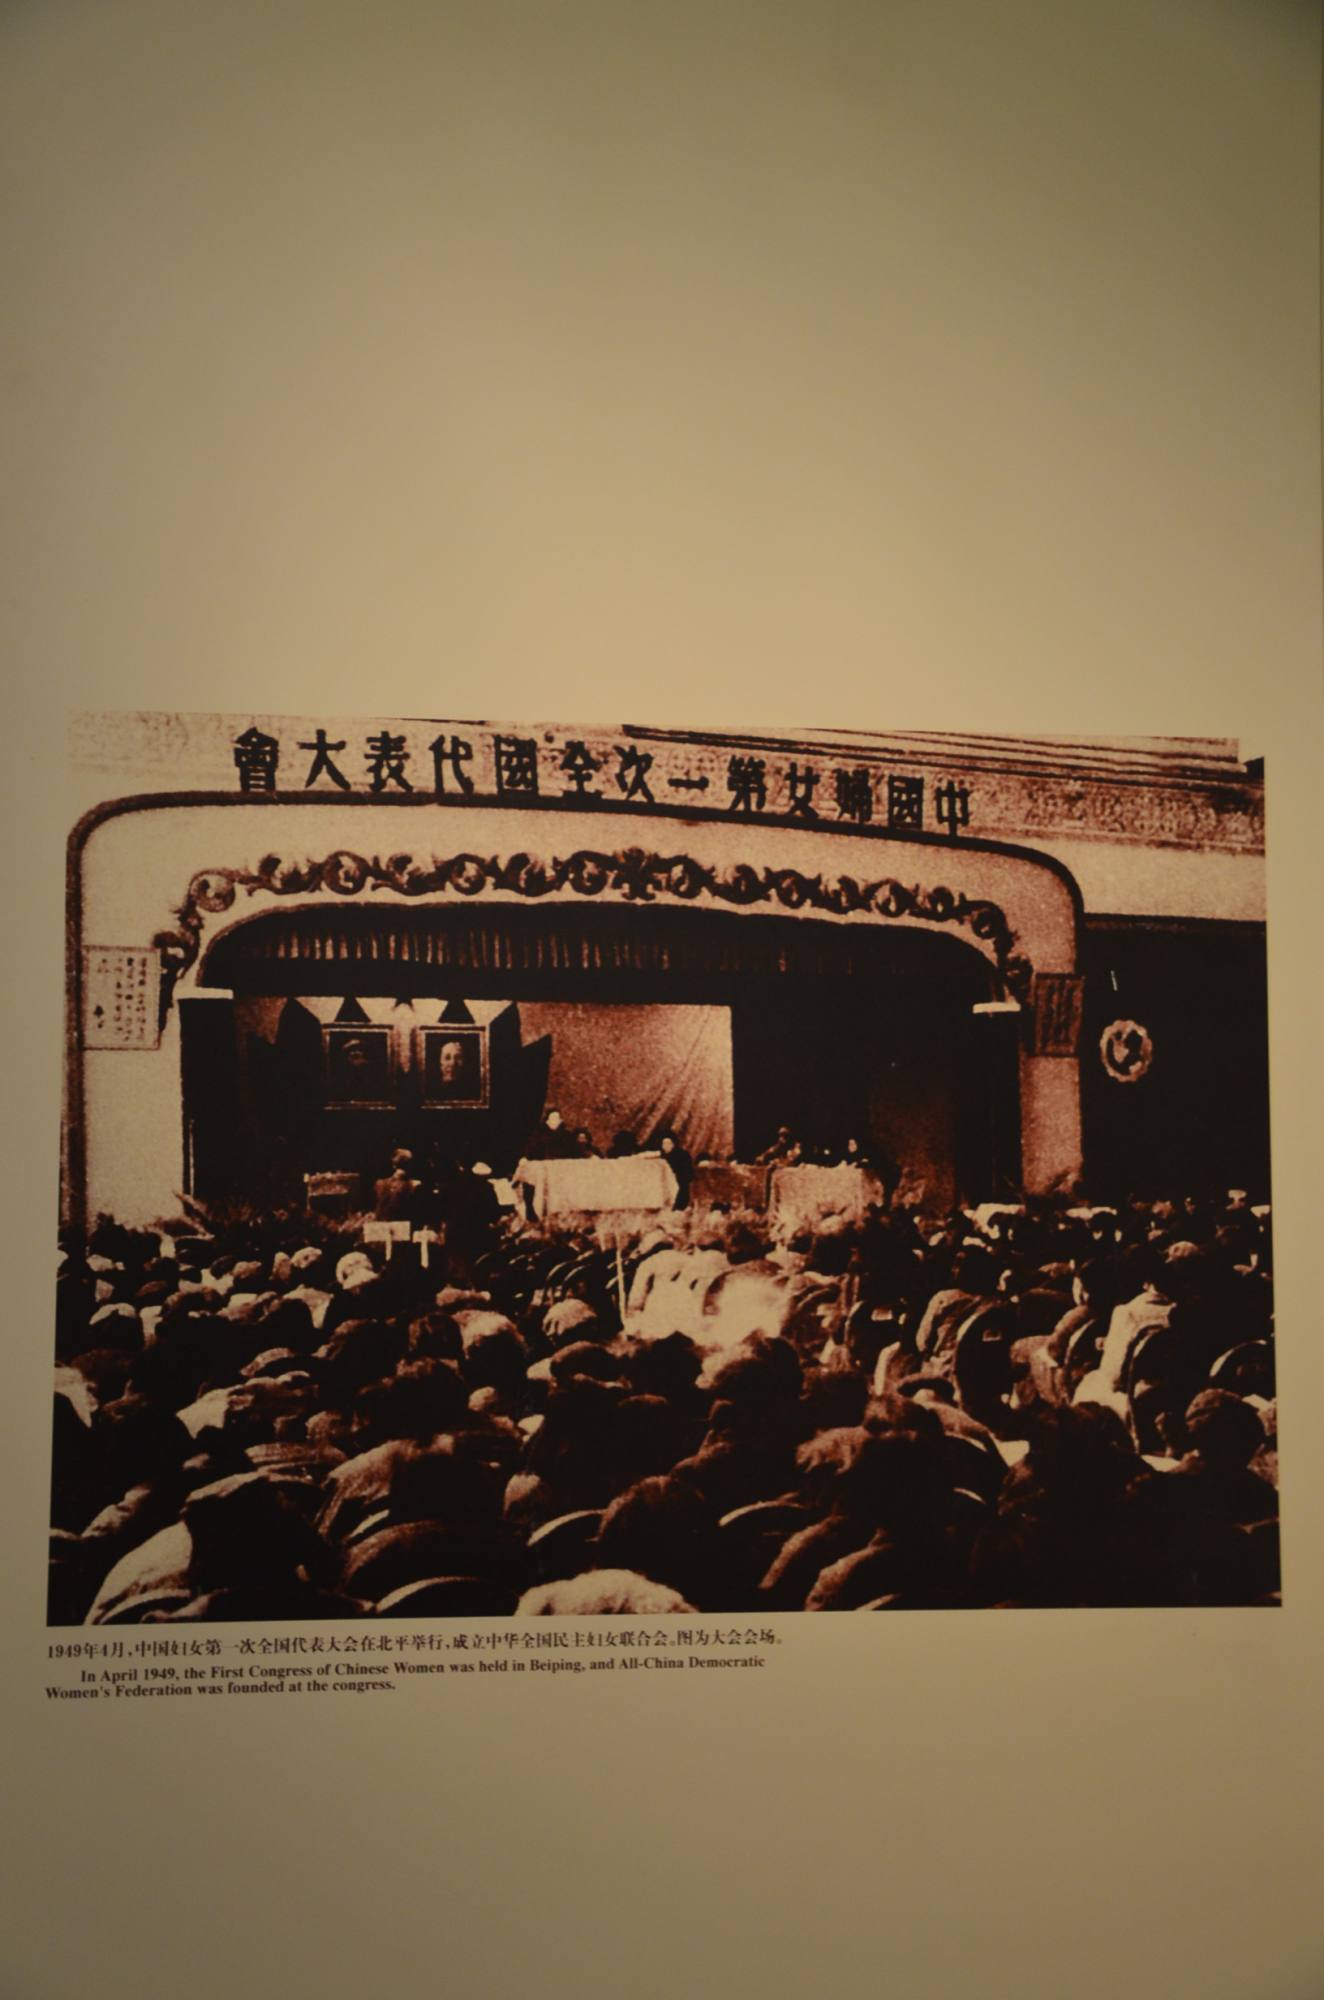 中國婦女第一次全國代表大會
1949年4月，中国妇女第一次全国代表大会在北平举行，成立中华全国民主妇女联合会。图为大会会场。
In April 1949, the First Congress of Chinese Women was held in Beiping, and All-China Democratic
Women's Federation was founded at the congress.